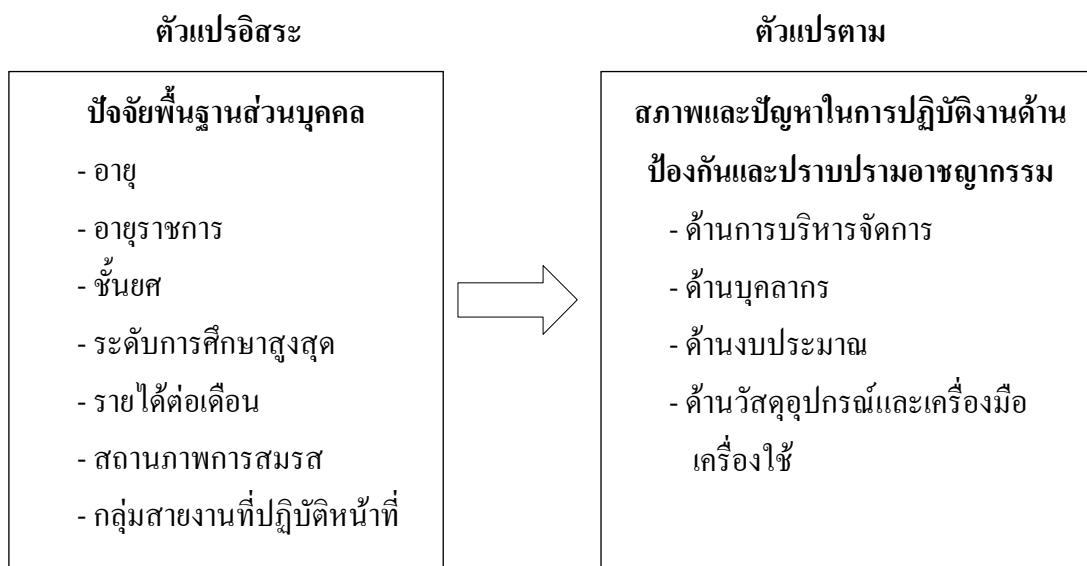 ตัวแปรอิสระ
ปัจจัยพื้นฐานส่วนบุคคล
- อายุ
- อายุราชการ
- ชั้นยศ
- ระดับการศึกษาสูงสุด
- รายได้ต่อเดือน
- สถานภาพการสมรส
- กลุ่มสายงานที่ปฏิบัติหน้าที่
ตัวแปรตาม
สภาพและปัญหาในการปฏิบัติงานด้าน
ป้องกันและปราบปรามอาชญากรรม
- ด้านการบริหารจัดการ
- ด้านบุคลากร
- ด้านงบประมาณ
- ด้านวัสดุอุปกรณ์และเครื่องมือ
เครื่องใช้